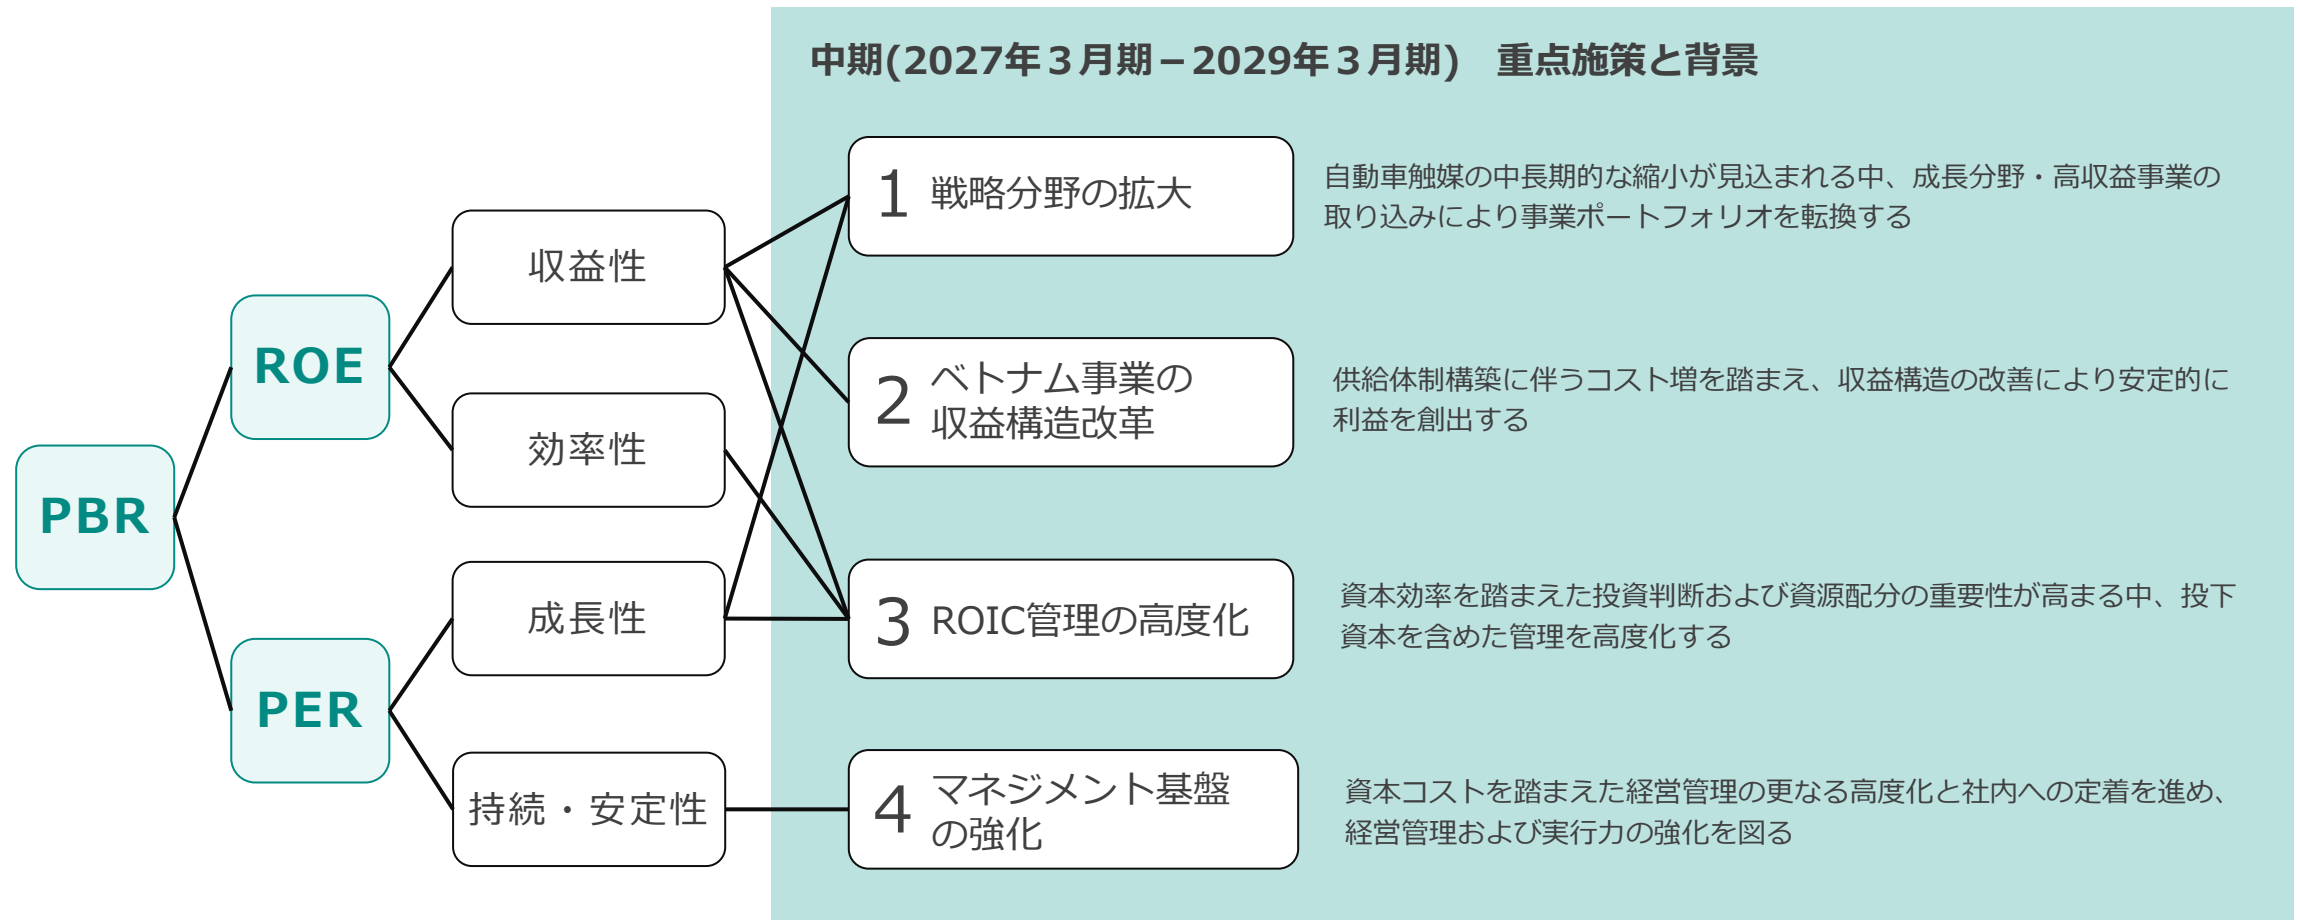 中期(2027年３月期－2029年３月期)　重点施策と背景
PBR
ROE
PER
収益性
効率性
成長性
持続・安定性
1 戦略分野の拡大
自動車触媒の中長期的な縮小が見込まれる中、成長分野・高収益事業の
取り込みにより事業ポートフォリオを転換する
2 ベトナム事業の
収益構造改革
供給体制構築に伴うコスト増を踏まえ、収益構造の改善により安定的に
利益を創出する
3 ROIC管理の高度化
資本効率を踏まえた投資判断および資源配分の重要性が高まる中、投下
資本を含めた管理を高度化する
4 マネジメント基盤
の強化
資本コストを踏まえた経営管理の更なる高度化と社内への定着を進め、
経営管理および実行力の強化を図る